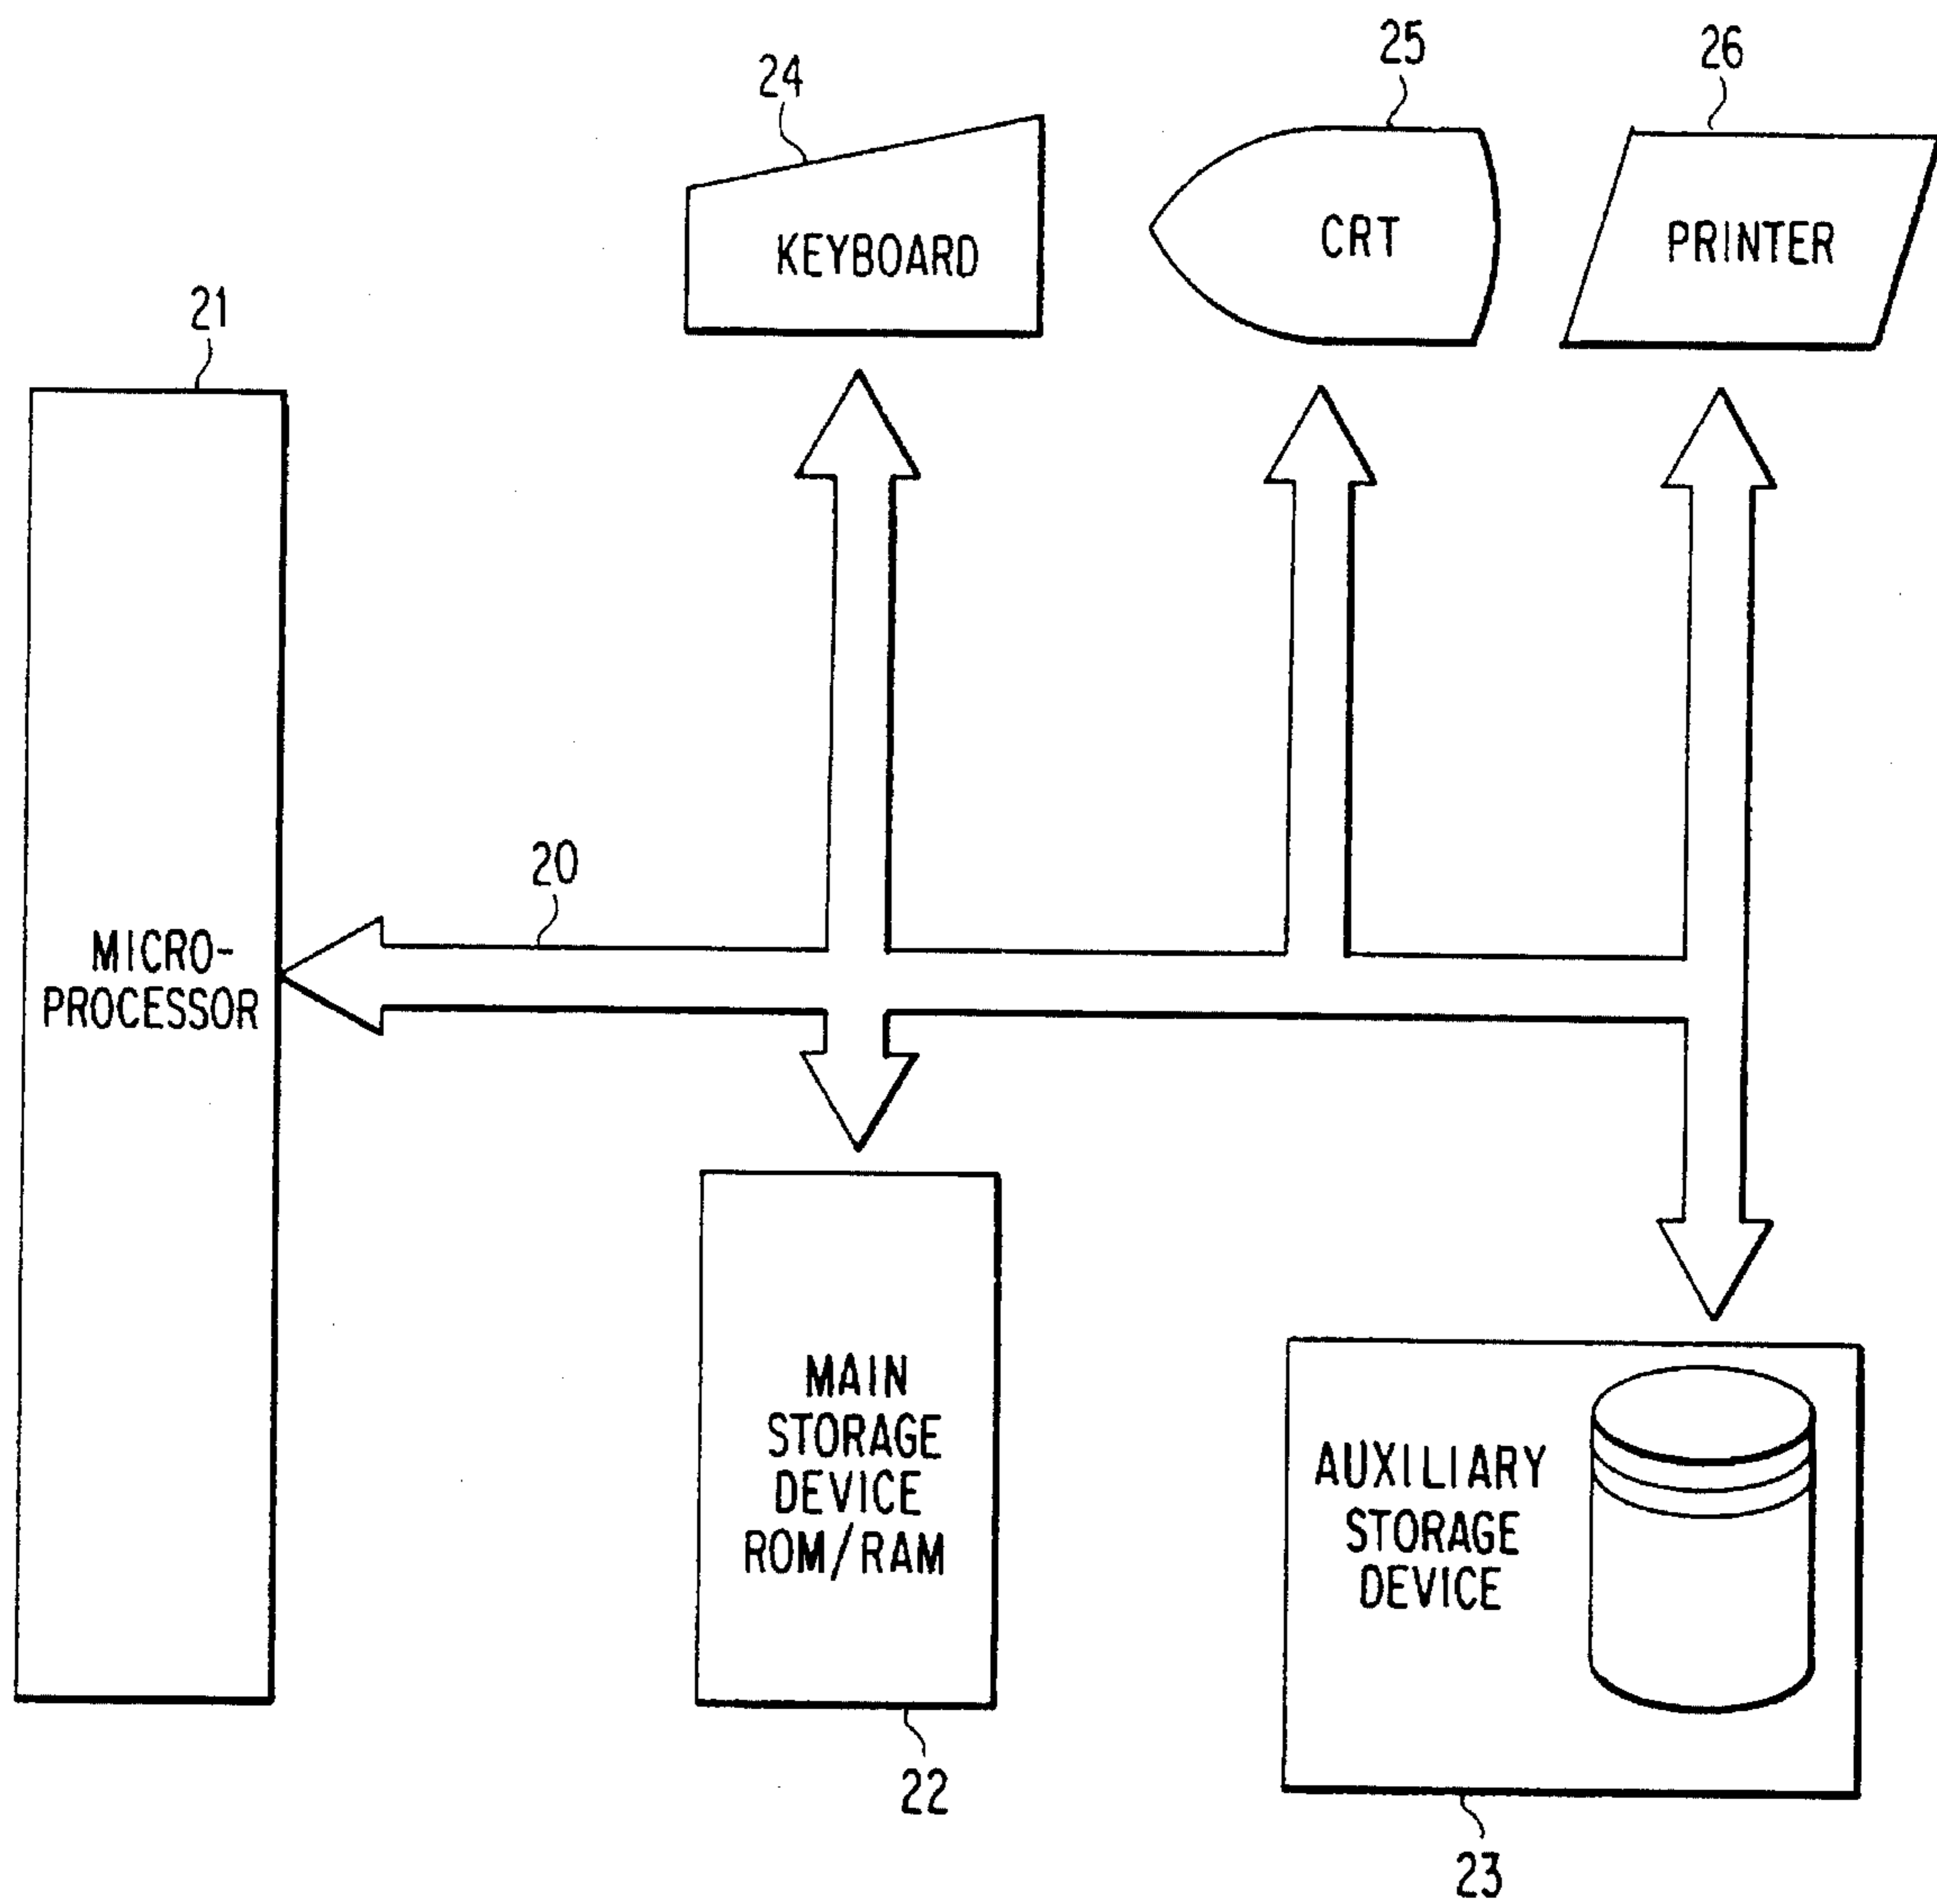 25
26
24
KEYBOARD
CRT
PRINTER
21
20
MICRO-
PROCESSOR
MAIN
STORAGE
DEVICE
ROM/RAM
AUXILIARY
STORAGE
DEVICE
22
23